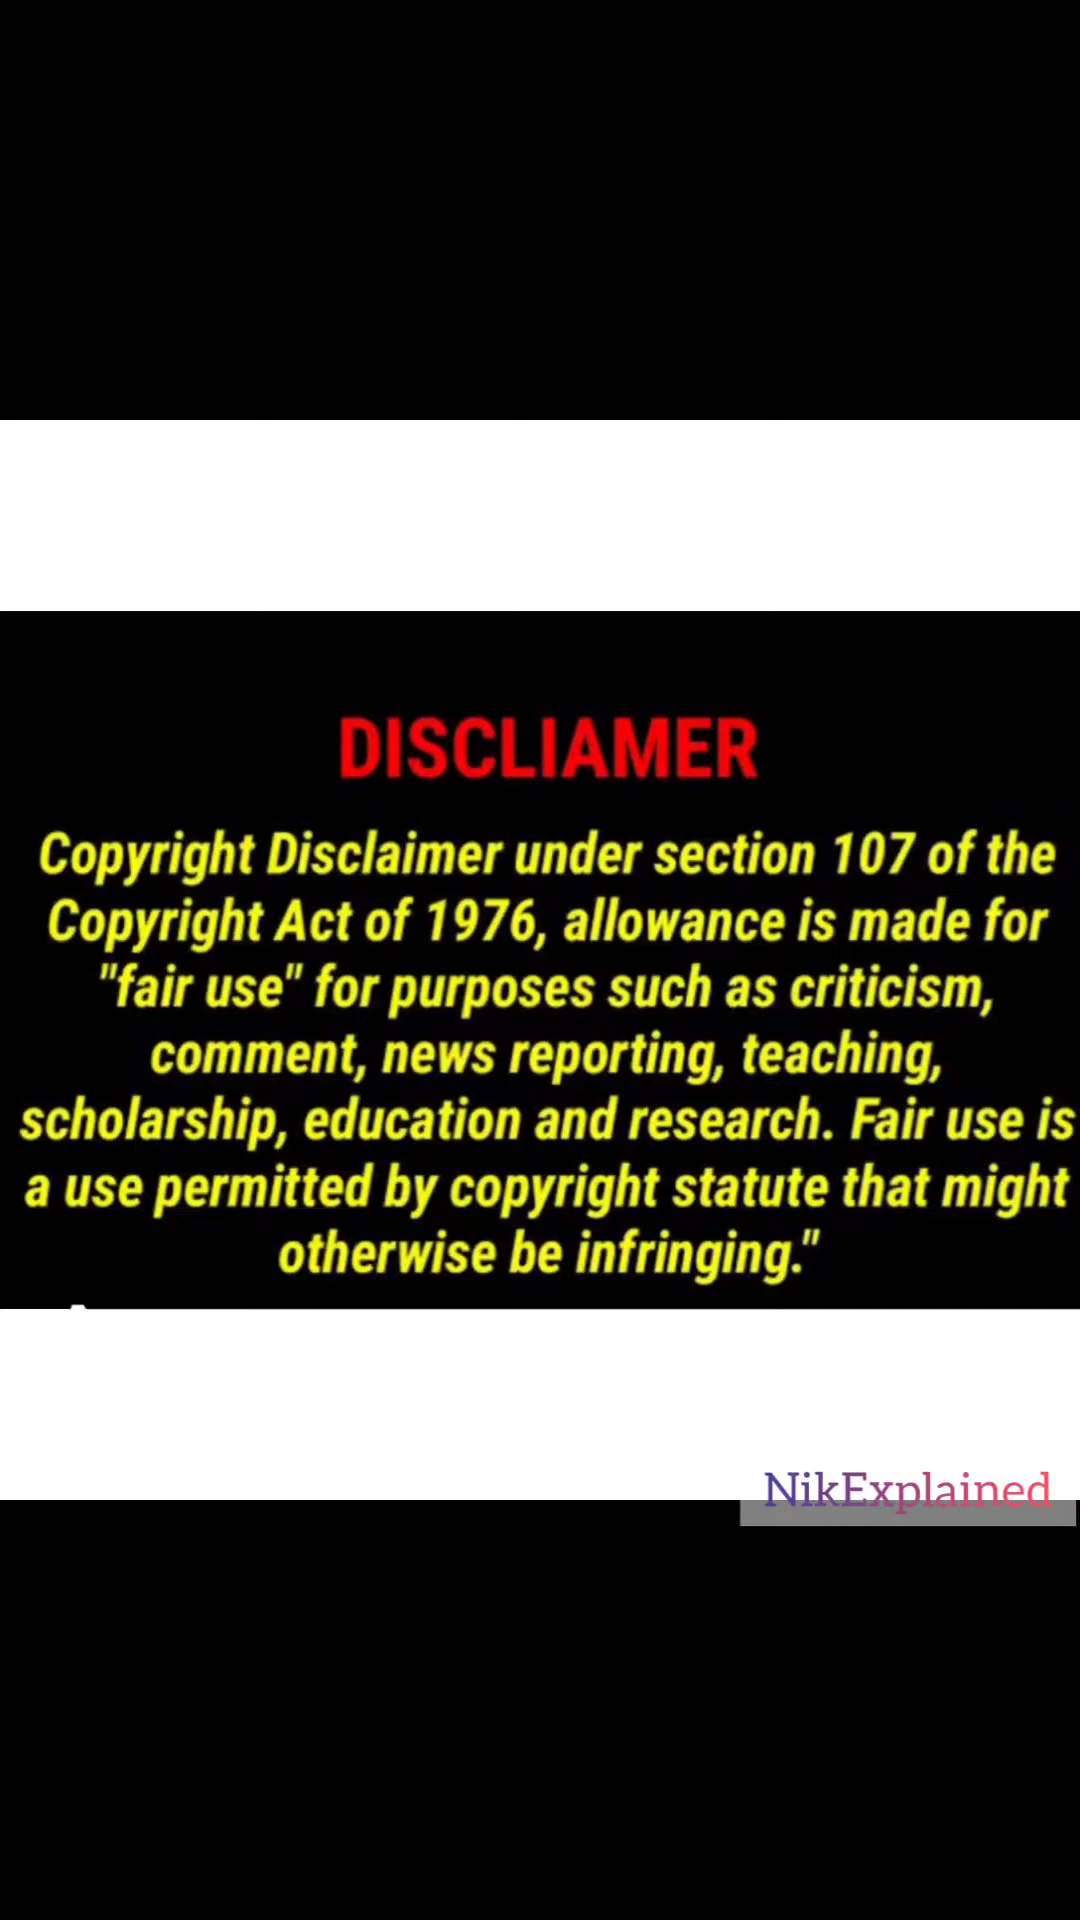 DISCLIAMER
Copyright Disclaimer under section 107 of the
Copyright Act of 1976, allowance is made for
"fair use" for purposes such as criticism,
comment, news reporting, teaching,
scholarship, education and research. Fair use is
a use permitted by copyright statute that might
otherwise be infringing."
NikExplained